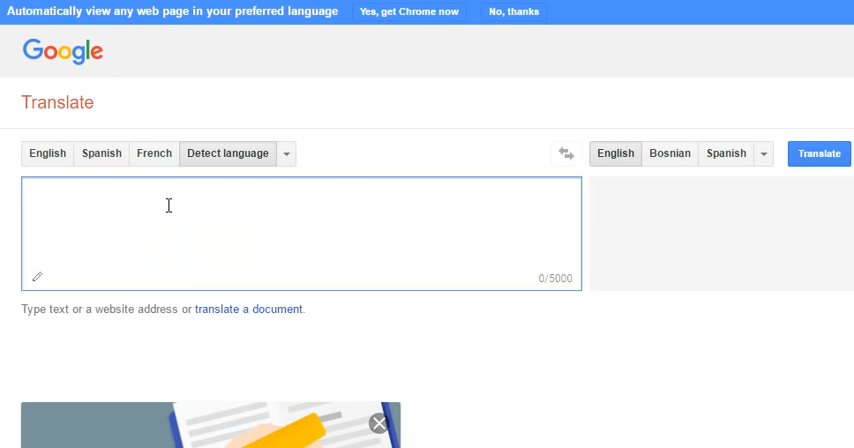 Automatically view any web page in your preferred language Yes, get Chrome now No, thanks
Google
Translate
English Spanish French Detect language English Bosnian Spanish Translate
0/5000
Type text or a website address or translate a document.